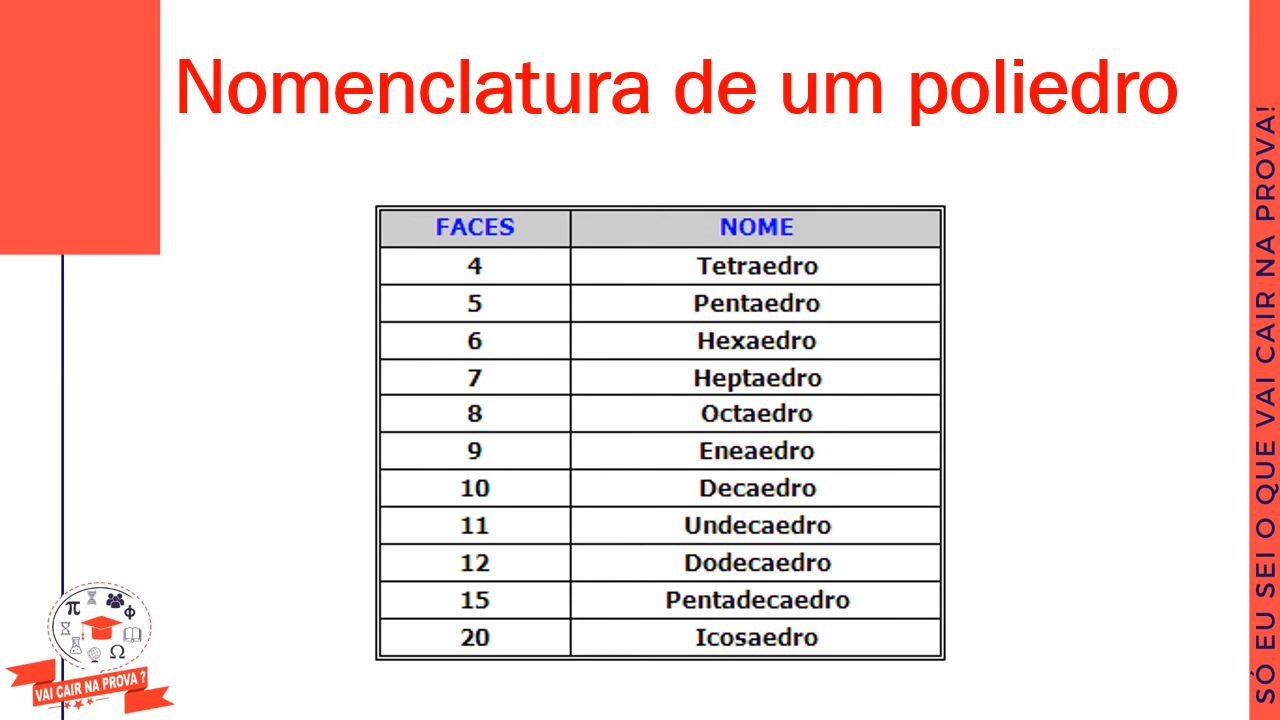 Nomenclatura de um poliedro
FACES NOME
4 Tetraedro
5 Pentaedro
6 Hexaedro
7 Heptaedro
8 Octaedro
9 Eneaedro
10 Decaedro
11 Undecaedro
12 Dodecaedro
15 Pentadecaedro
20 Icosaedro
π
Φ
Ω
VAI CAIR NA PROVA ?
SÓ EU SEI O QUE VAI CAIR NA PROVA!